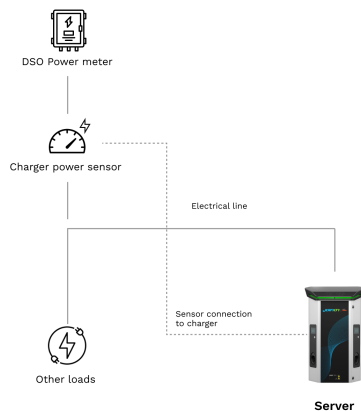 DSO Power meter
Charger power sensor
Electrical line
Sensor connection
to charger
Other loads
Server